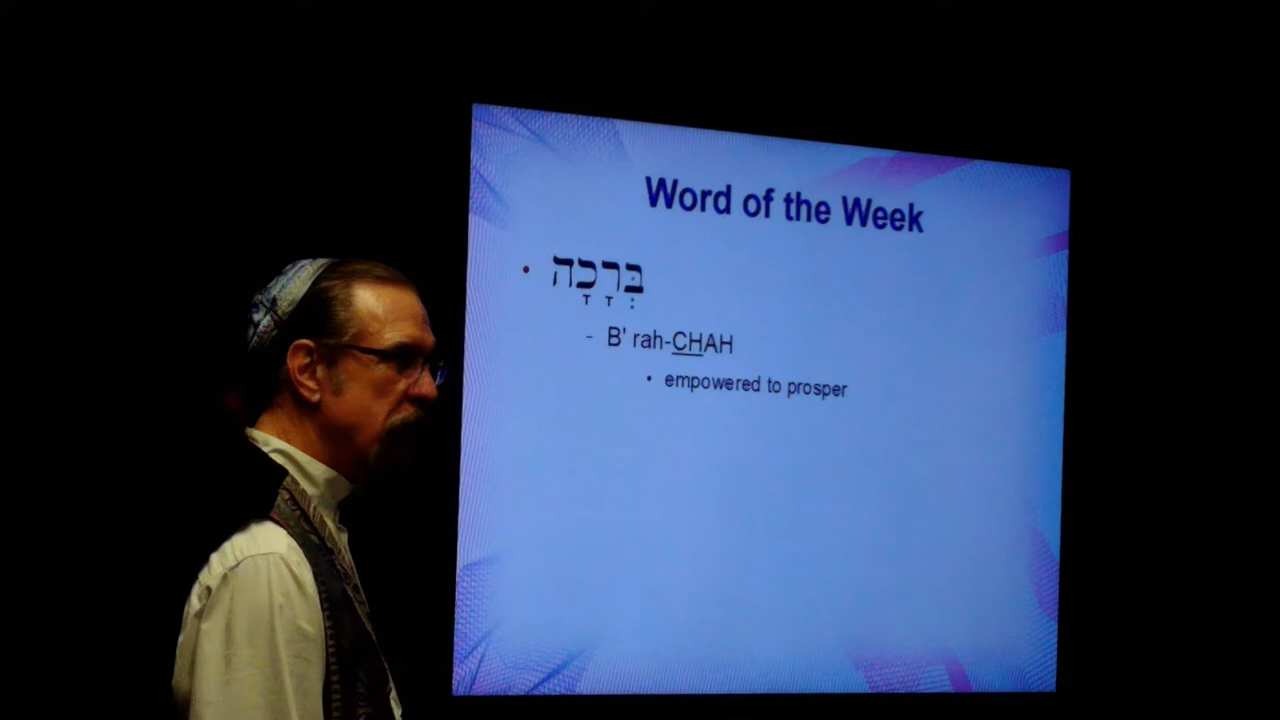 Word of the Week
• בְּרָכָה
- B' rah-CHAH
• empowered to prosper